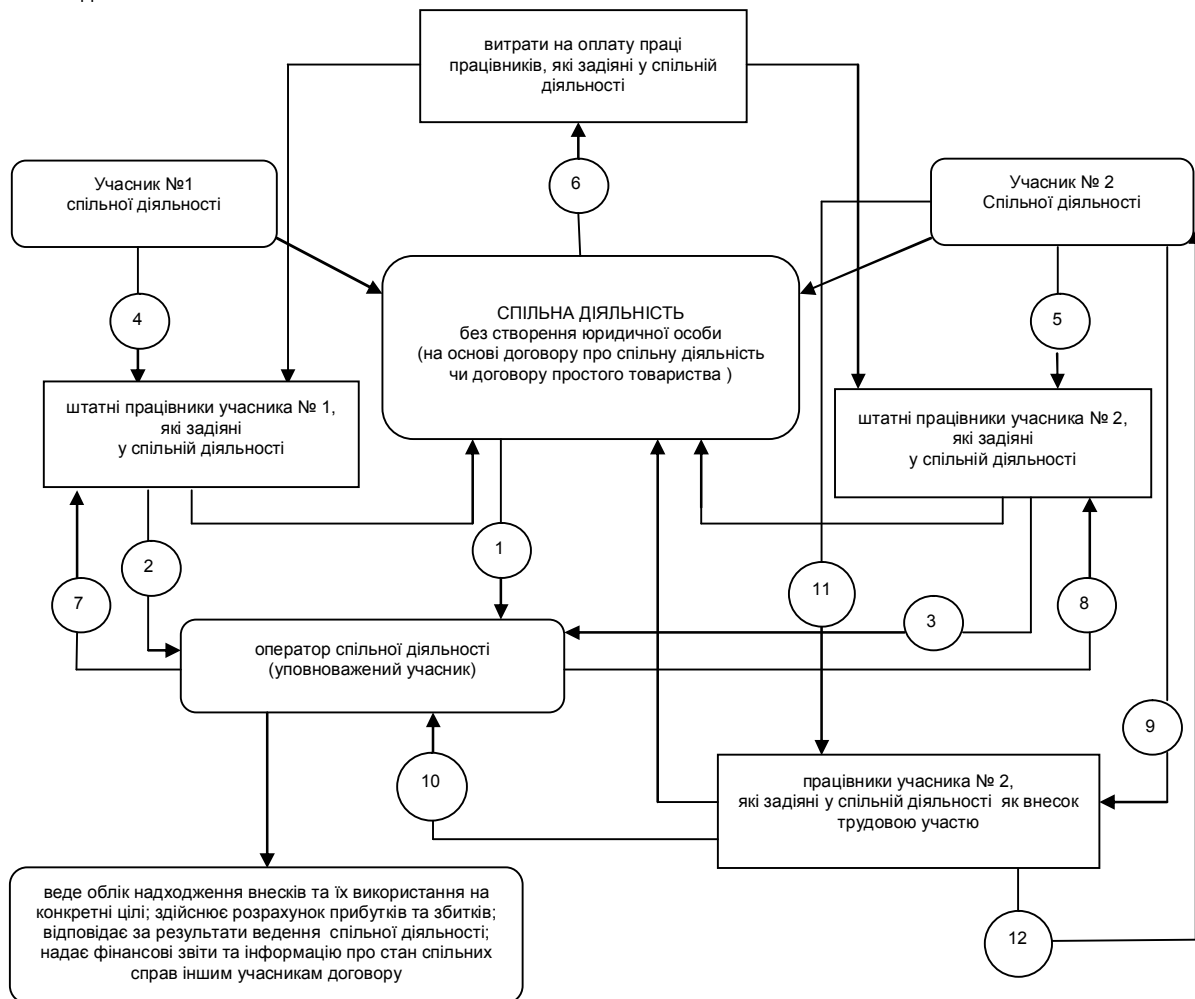 витрати на оплату праці
працівників, які задіяні у спільній
діяльності
6
Учасник №1
спільної діяльності
Учасник № 2
Спільної діяльності
4
СПІЛЬНА ДІЯЛЬНІСТЬ
без створення юридичної особи
(на основі договору про спільну діяльність
чи договору простого товариства )
5
штатні працівники учасника № 1,
які задіяні
у спільній діяльності
штатні працівники учасника № 2,
які задіяні
у спільній діяльності
1
2
7
11
8
3
оператор спільної діяльності
(уповноважений учасник)
9
10
працівники учасника № 2,
які задіяні у спільній діяльності як внесок
трудовою участю
веде облік надходження внесків та їх використання на
конкретні цілі; здійснює розрахунок прибутків та збитків;
відповідає за результати ведення спільної діяльності;
надає фінансові звіти та інформацію про стан спільних
справ іншим учасникам договору
12